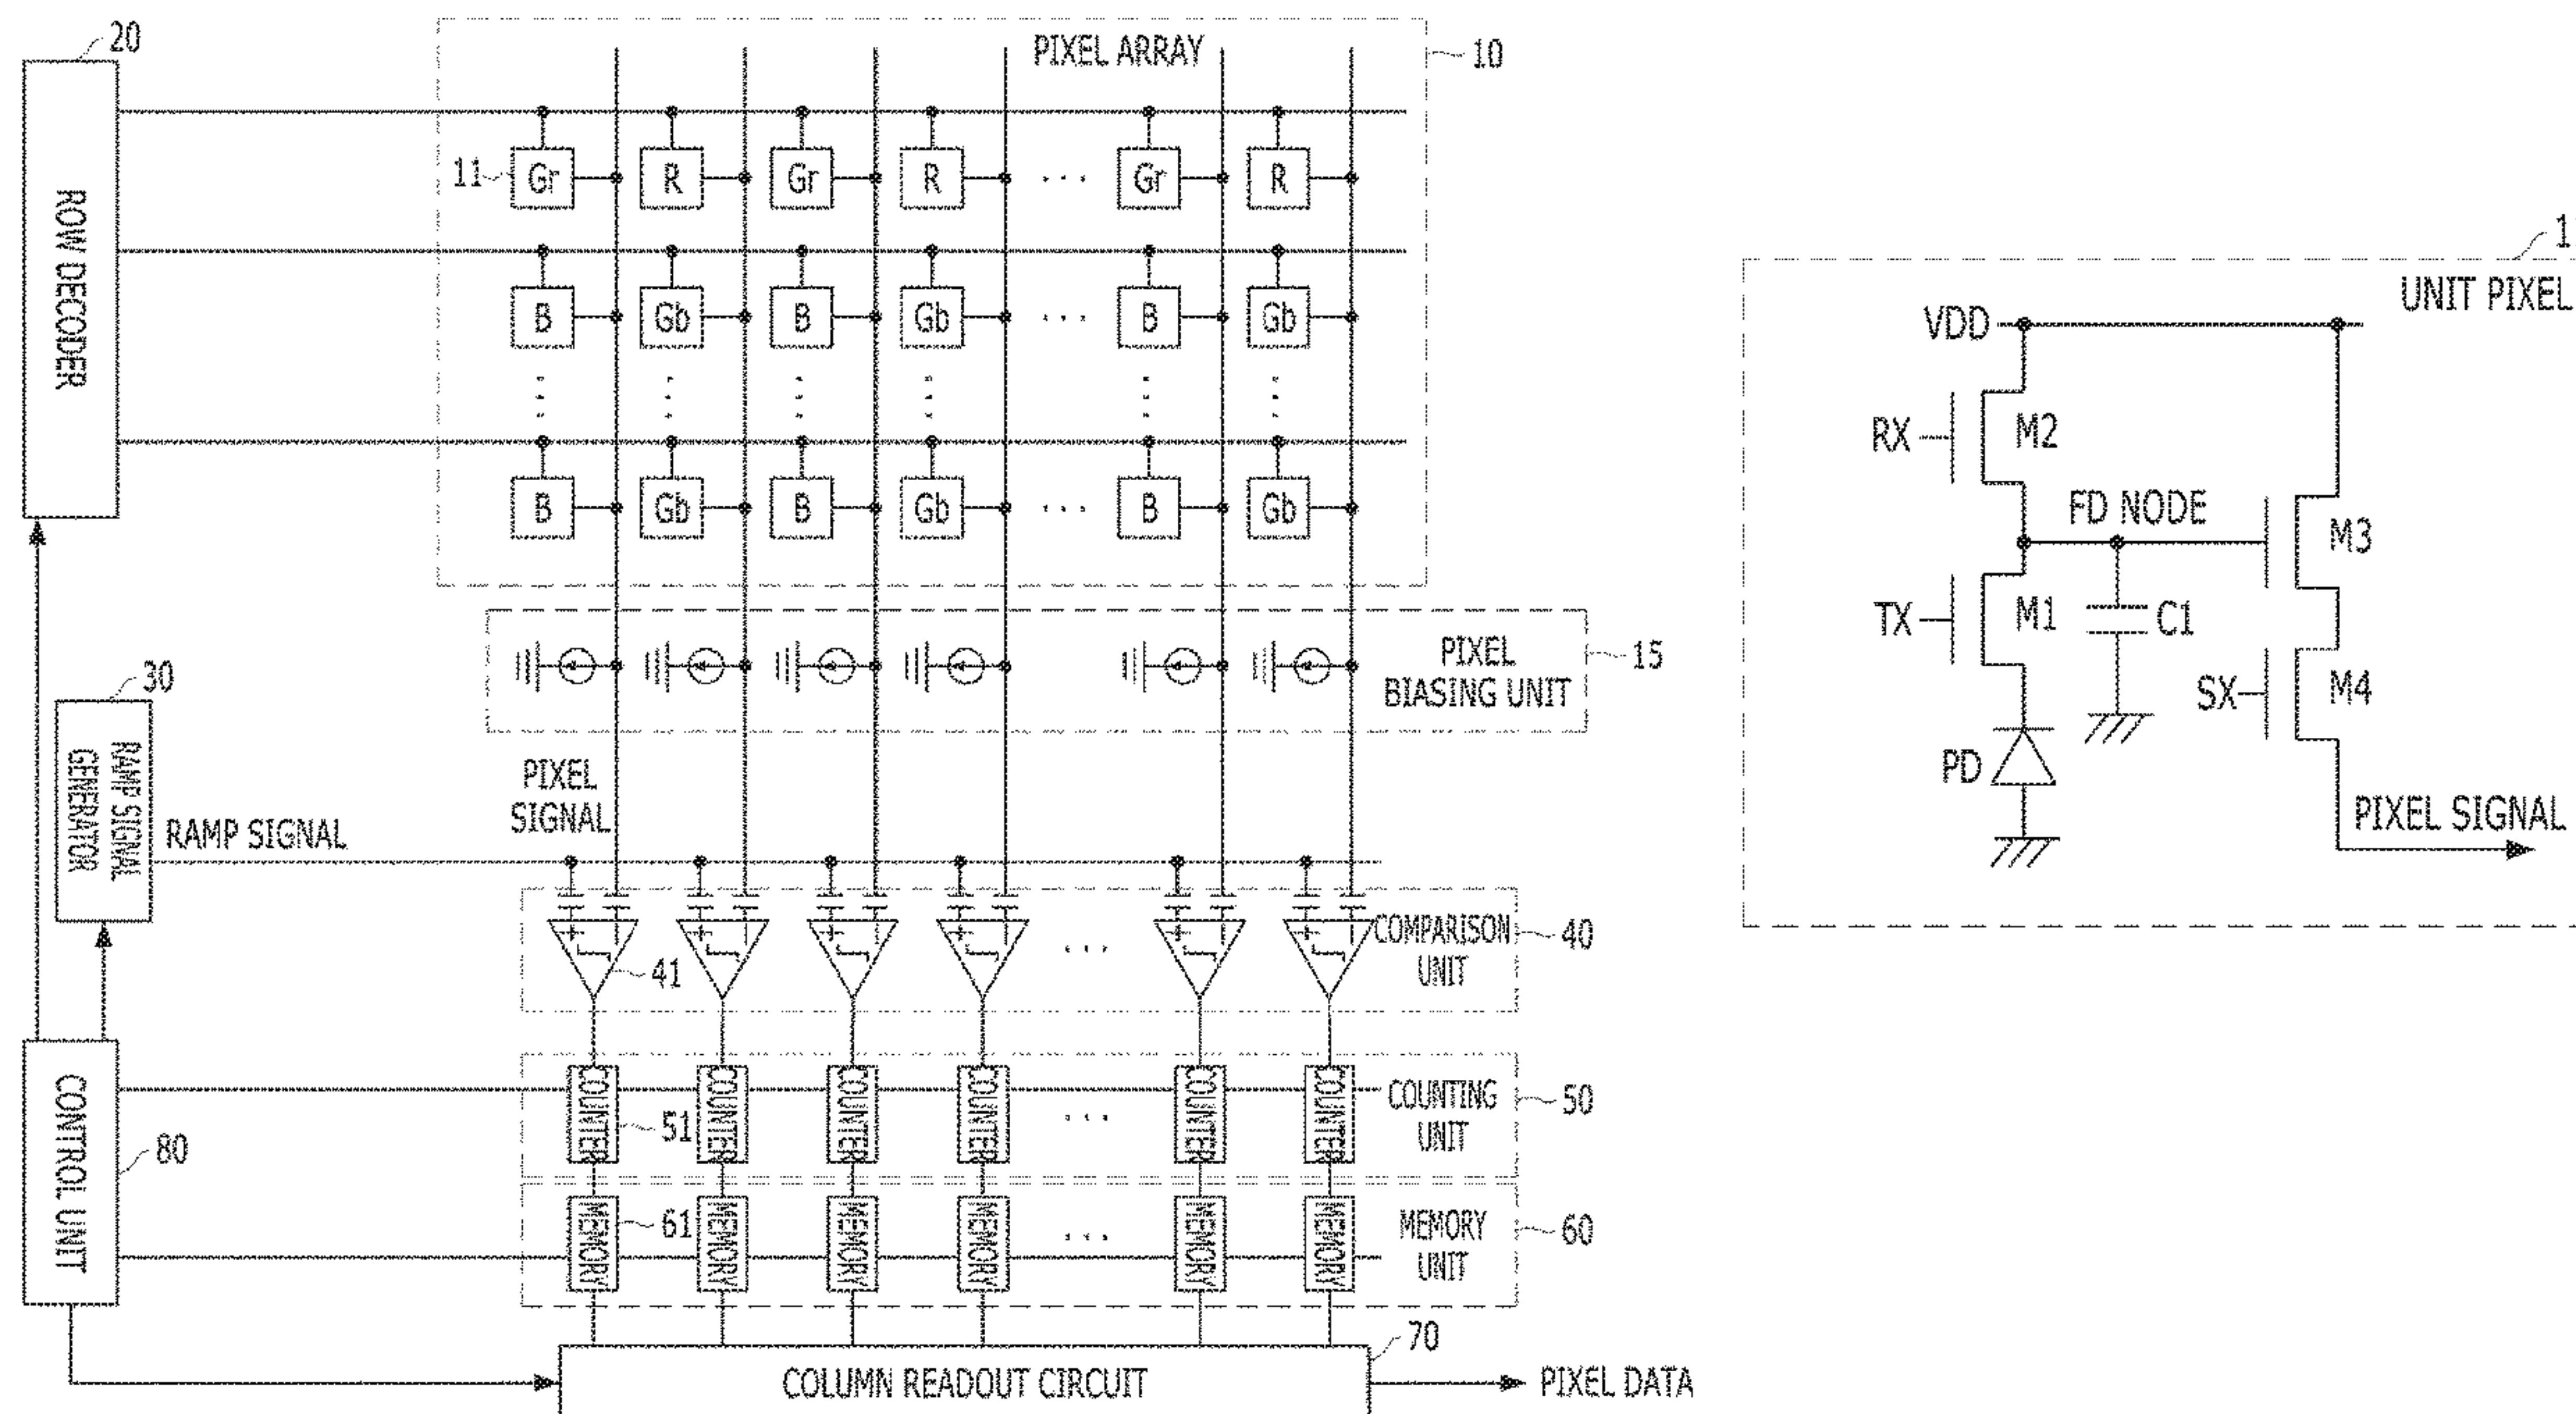 20
PIXEL ARRAY
10
ROW DECODER
11
Gr R Gr R ... Gr R
B Gb B Gb ... B Gb
B Gb B Gb ... B Gb
PIXEL
BIASING UNIT
15
30
RAMP SIGNAL
GENERATOR
RAMP SIGNAL
PIXEL
SIGNAL
+ - + - + - + - ... + - + -
41
COMPARISON
UNIT
40
CONTROL UNIT
80
COUNTER COUNTER COUNTER COUNTER ... COUNTER COUNTER
51
COUNTING
UNIT
50
MEMORY MEMORY MEMORY MEMORY ... MEMORY MEMORY
61
MEMORY
UNIT
60
70
COLUMN READOUT CIRCUIT
PIXEL DATA
1
UNIT PIXEL
VDD
RX
M2
FD NODE
M3
TX
M1
C1
SX
M4
PD
PIXEL SIGNAL